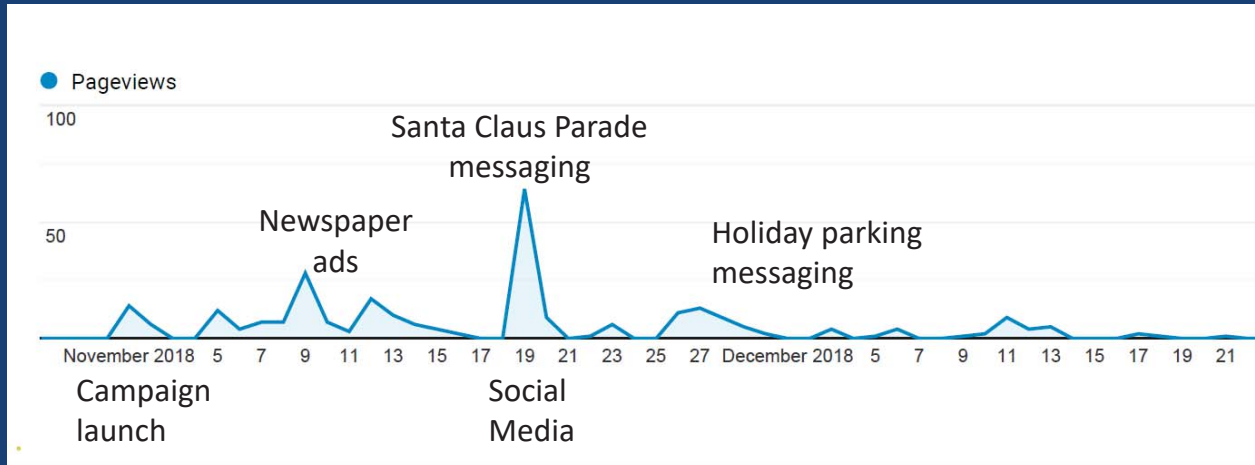 Pageviews
100
Santa Claus Parade
messaging
50
Newspaper
ads
Holiday parking
messaging
November 2018 5 7 9 11 13 15 17 19 21 23 25 27 December 2018 5 7 9 11 13 15 17 19 21
Campaign
launch
Social
Media